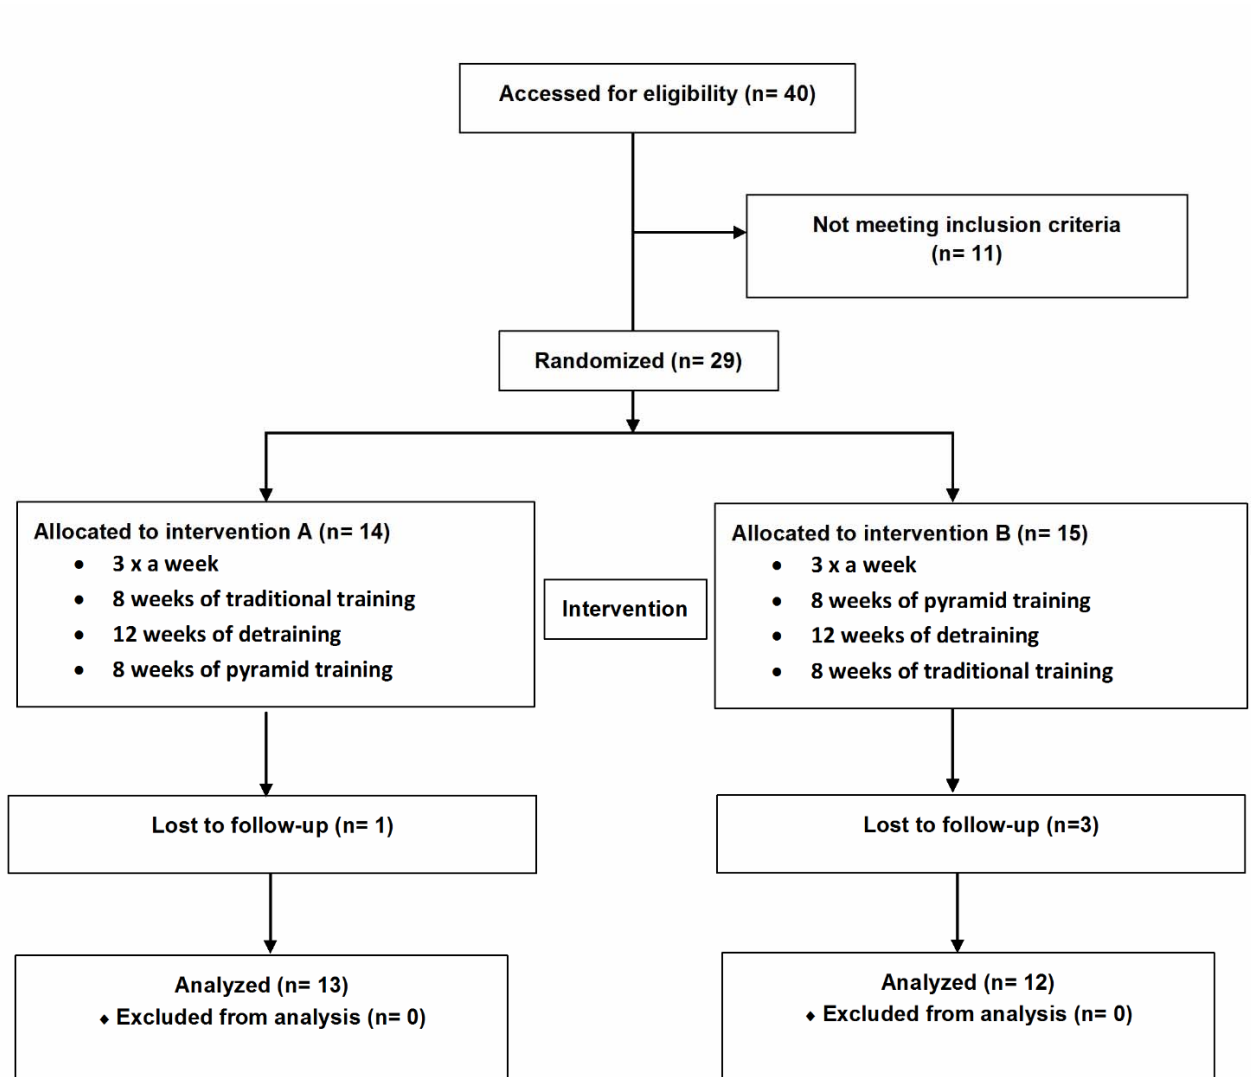 Accessed for eligibility (n= 40)
Not meeting inclusion criteria
(n= 11)
Randomized (n= 29)
Allocated to intervention A (n= 14)
• 3 x a week
• 8 weeks of traditional training
• 12 weeks of detraining
• 8 weeks of pyramid training
Intervention
Allocated to intervention B (n= 15)
• 3 x a week
• 8 weeks of pyramid training
• 12 weeks of detraining
• 8 weeks of traditional training
Lost to follow-up (n= 1)
Lost to follow-up (n=3)
Analyzed (n= 13)
⬧ Excluded from analysis (n= 0)
Analyzed (n= 12)
⬧ Excluded from analysis (n= 0)